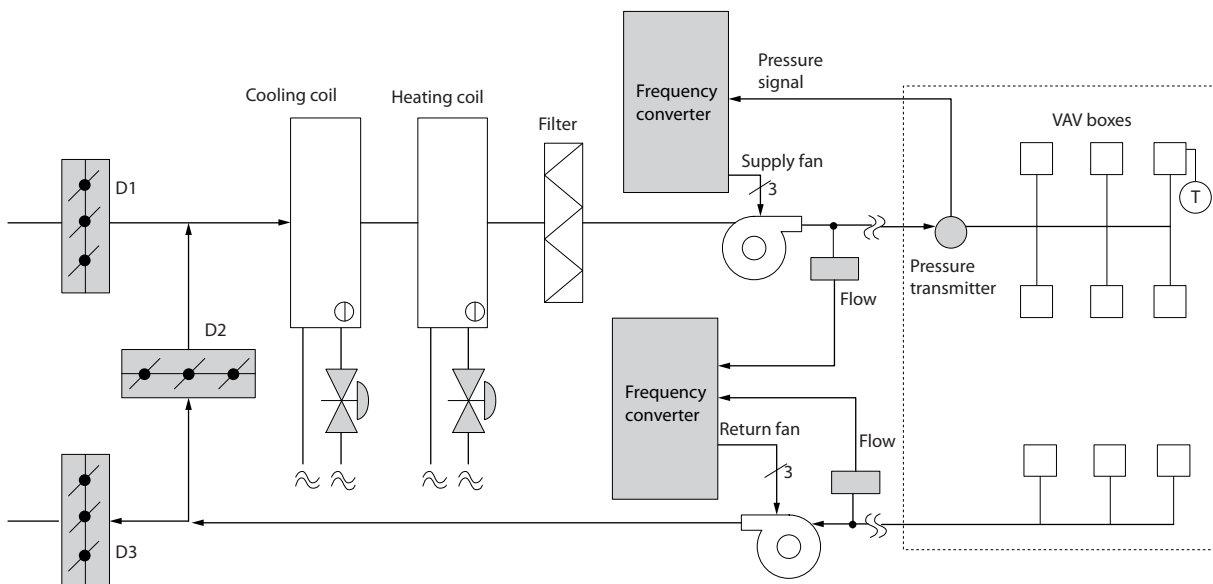 Cooling coil
Heating coil
Filter
Frequency
converter
Pressure
signal
VAV boxes
D1
Supply fan
3
T
Pressure
transmitter
Flow
D2
Frequency
converter
Return fan
3
Flow
D3